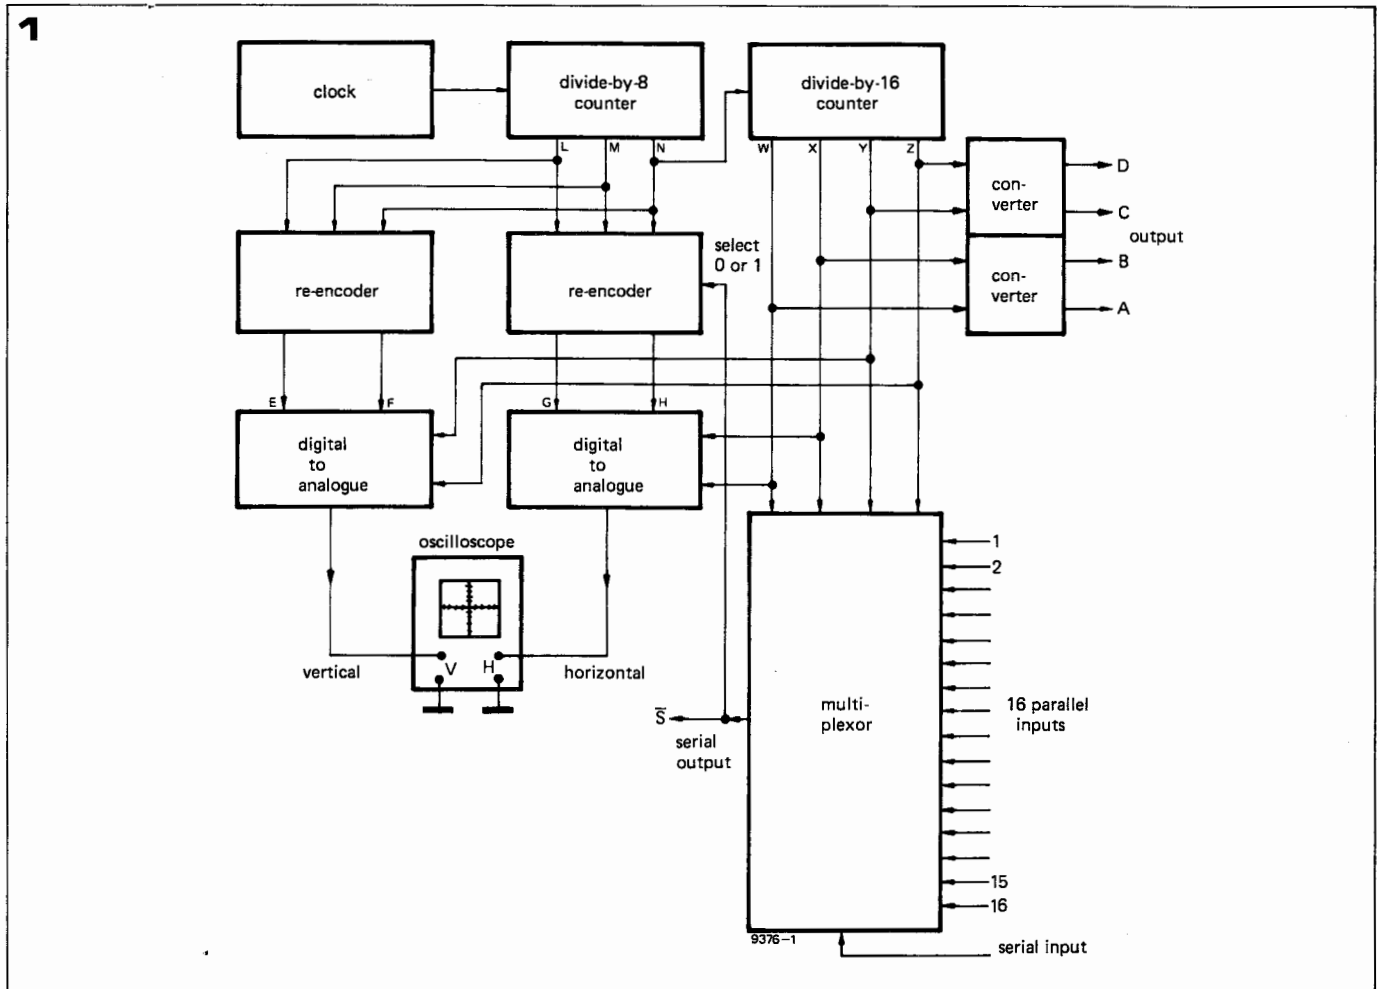 1
clock
divide-by-8
counter
divide-by-16
counter
L
M
N
W
X
Y
Z
con-
verter
D
C
output
con-
verter
B
A
re-encoder
re-encoder
select
0 or 1
E
F
G
H
digital
to
analogue
digital
to
analogue
oscilloscope
V
H
vertical
horizontal
S̅
serial
output
multi-
plexor
1
2
16 parallel
inputs
15
16
9376-1
serial input